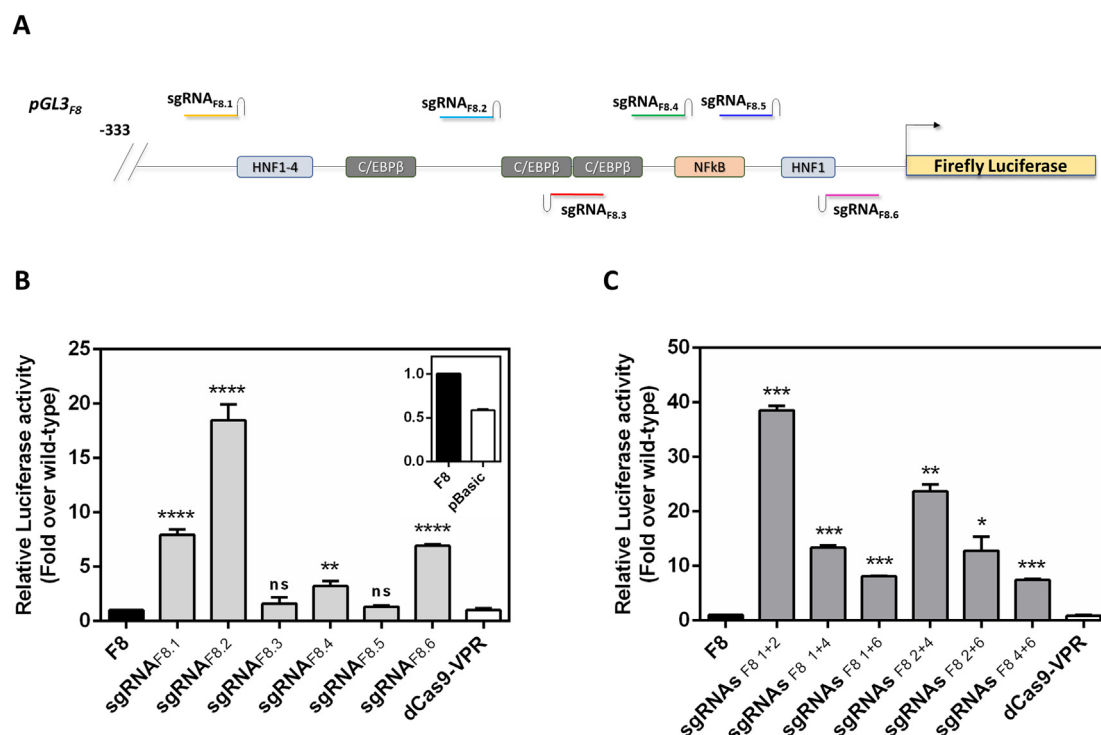 A
pGL3F8
-333
sgRNAF8.1
sgRNAF8.2
sgRNAF8.4
sgRNAF8.5
HNF1-4
C/EBPβ
C/EBPβ
C/EBPβ
NFkB
HNF1
Firefly Luciferase
sgRNAF8.3
sgRNAF8.6
B
Relative Luciferase activity
(Fold over wild-type)
25
20
15
10
5
0
****
****
ns
**
ns
****
1.0
0.5
0.0
F8
pBasic
F8
sgRNAF8.1
sgRNAF8.2
sgRNAF8.3
sgRNAF8.4
sgRNAF8.5
sgRNAF8.6
dCas9-VPR
C
Relative Luciferase activity
(Fold over wild-type)
50
40
30
20
10
0
***
***
***
**
*
***
F8
sgRNAs F8 1+2
sgRNAs F8 1+4
sgRNAs F8 1+6
sgRNAs F8 2+4
sgRNAs F8 2+6
sgRNAs F8 4+6
dCas9-VPR